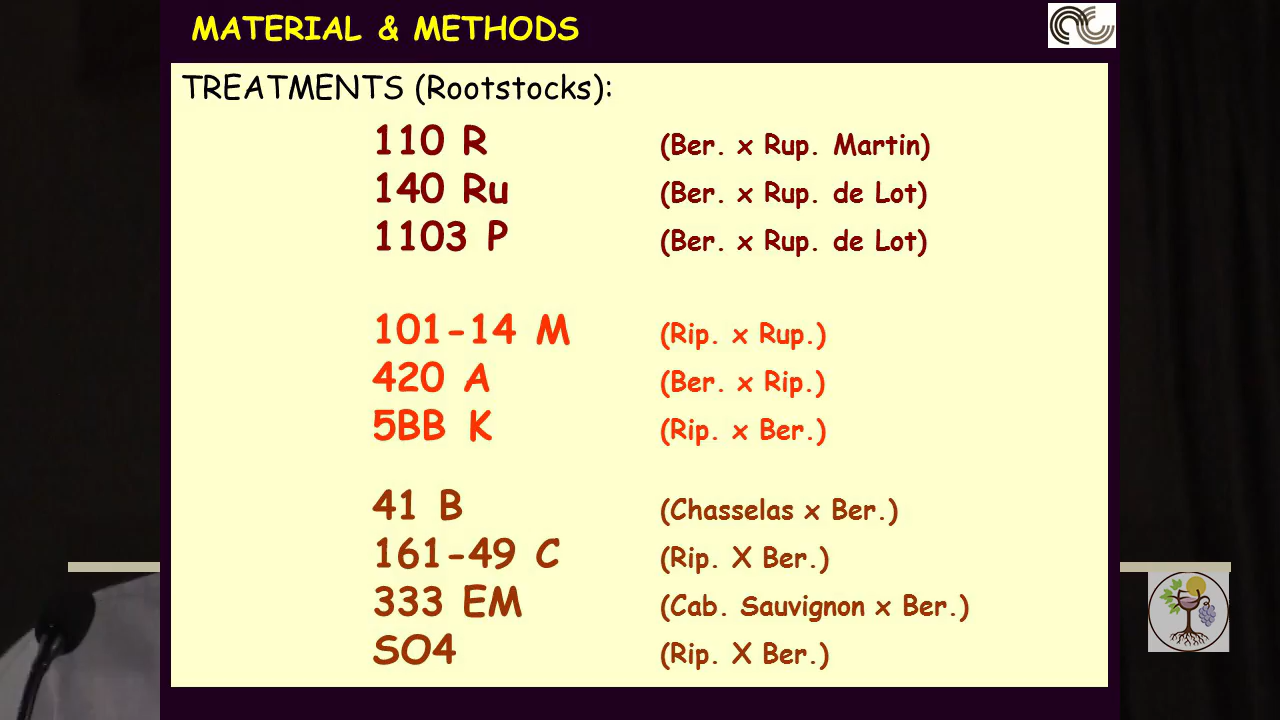 MATERIAL & METHODS
TREATMENTS (Rootstocks):
110 R (Ber. x Rup. Martin)
140 Ru (Ber. x Rup. de Lot)
1103 P (Ber. x Rup. de Lot)
101-14 M (Rip. x Rup.)
420 A (Ber. x Rip.)
5BB K (Rip. x Ber.)
41 B (Chasselas x Ber.)
161-49 C (Rip. X Ber.)
333 EM (Cab. Sauvignon x Ber.)
SO4 (Rip. X Ber.)